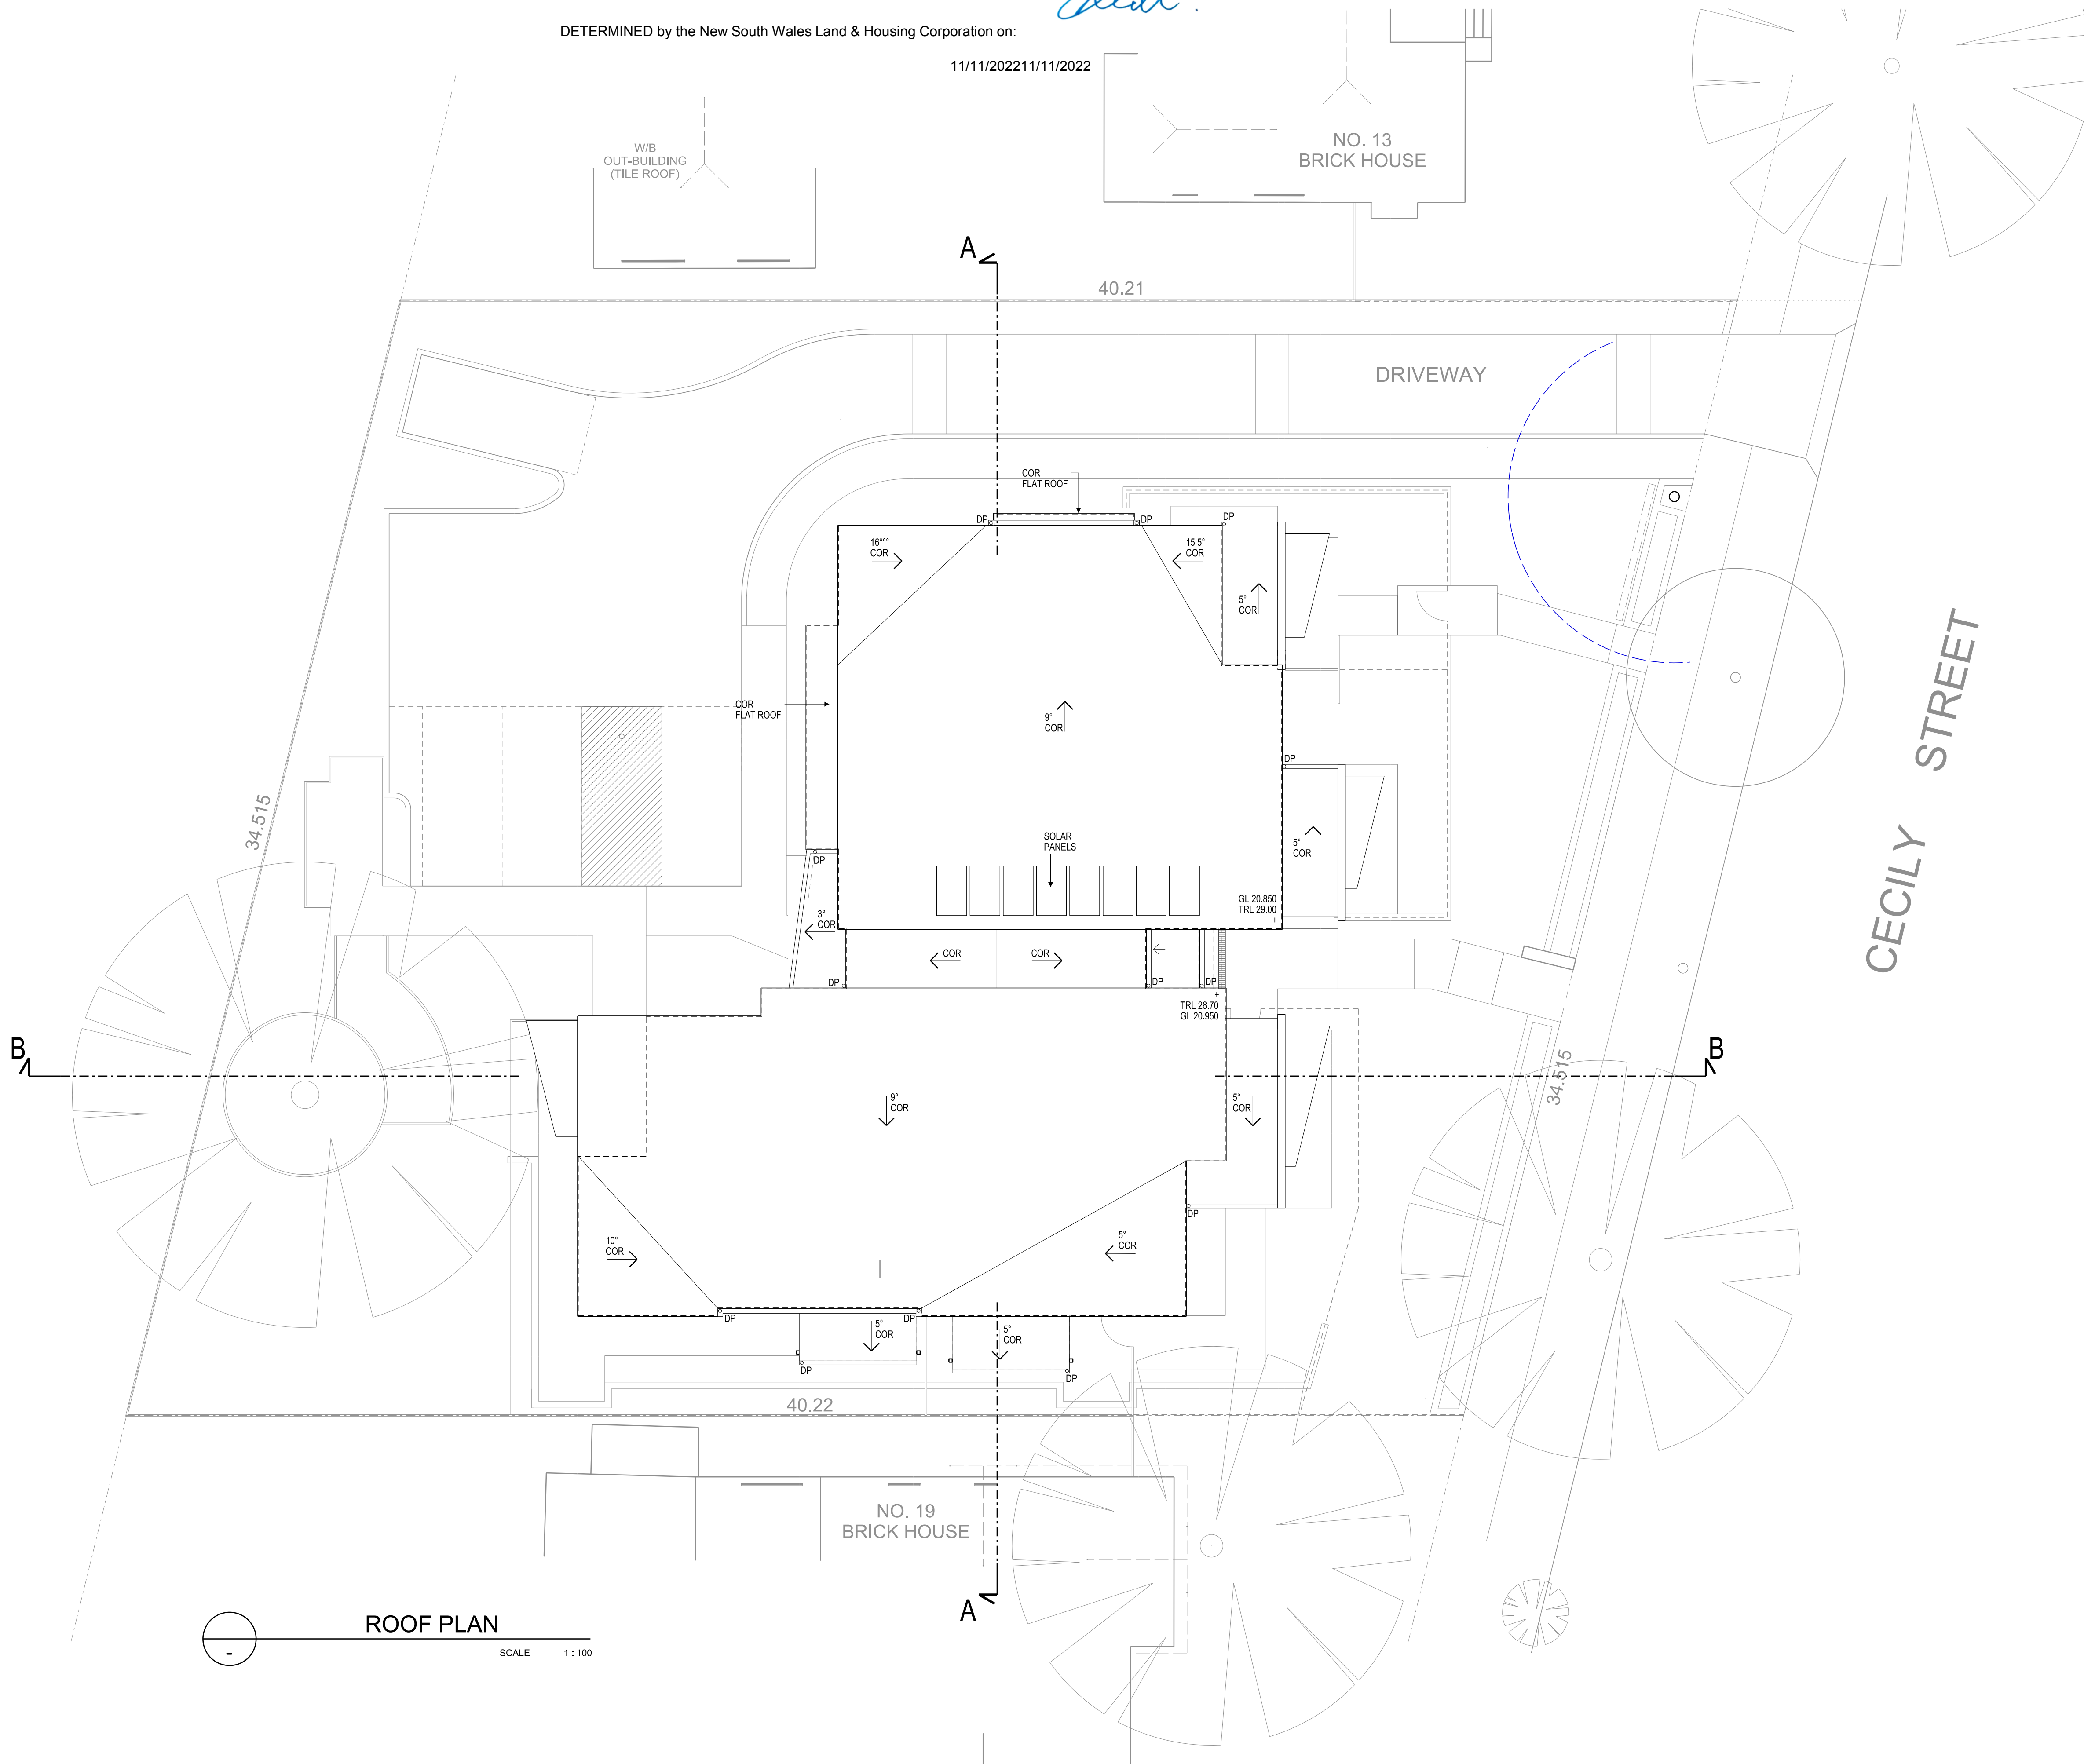 DETERMINED by the New South Wales Land & Housing Corporation on:
11/11/202211/11/2022
NO. 13
BRICK HOUSE
W/B
OUT-BUILDING
(TILE ROOF)
A
40.21
DRIVEWAY
COR
FLAT ROOF
DP
DP
DP
16°°°
COR
15.5°
COR
5°
COR
COR
FLAT ROOF
9°
COR
CECILY STREET
DP
34.515
SOLAR
PANELS
5°
COR
DP
GL 20.850
TRL 29.00
3°
COR
COR
COR
DP
DP
DP
TRL 28.70
GL 20.950
B
B
34.515
9°
COR
5°
COR
DP
10°
COR
5°
COR
DP
DP
5°
COR
5°
COR
DP
DP
40.22
NO. 19
BRICK HOUSE
A
ROOF PLAN
-
SCALE 1 : 100